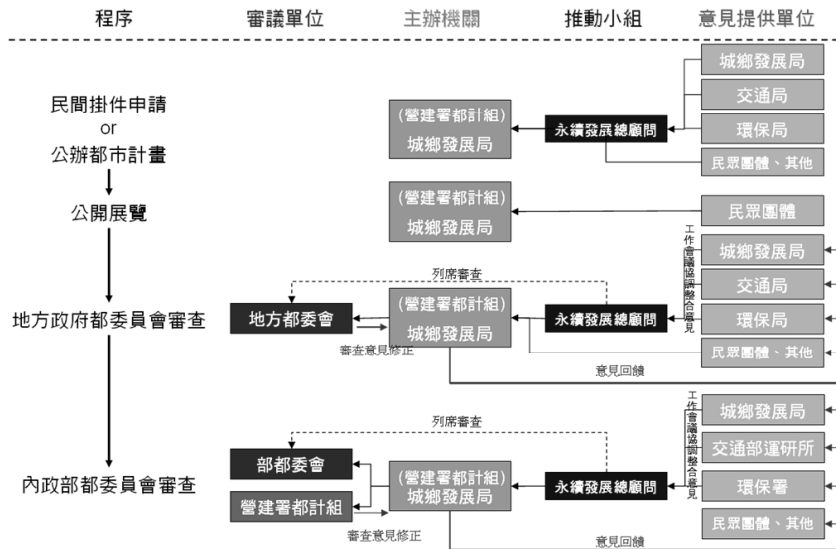 程序
審議單位
主辦機關
推動小組
意見提供單位
民間掛件申請
or
公辦都市計畫
(營建署都計組)
城鄉發展局
永續發展總顧問
城鄉發展局
交通局
環保局
民眾團體、其他
公開展覽
(營建署都計組)
城鄉發展局
民眾團體
地方政府都委員會審查
地方都委會
列席審查
審查意見修正
(營建署都計組)
城鄉發展局
永續發展總顧問
工作會議協調整合意見
城鄉發展局
交通局
環保局
民眾團體、其他
意見回饋
內政部都委員會審查
部都委會
營建署都計組
列席審查
審查意見修正
(營建署都計組)
城鄉發展局
永續發展總顧問
工作會議協調整合意見
城鄉發展局
交通部運研所
環保署
民眾團體、其他
意見回饋